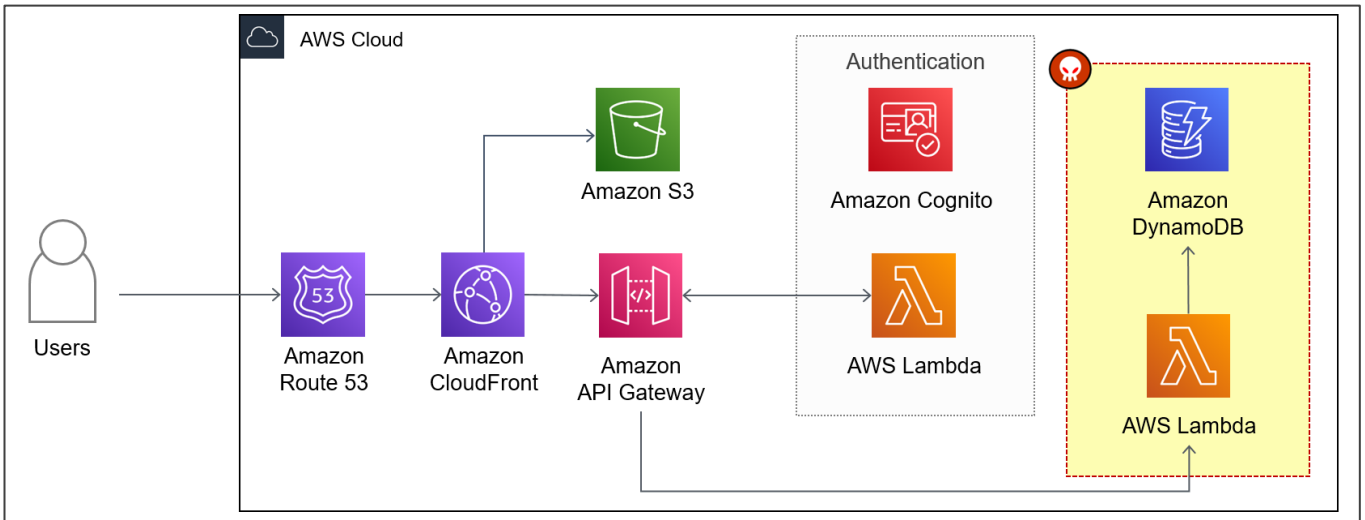 AWS Cloud
Authentication
Amazon S3
Amazon Cognito
Amazon
DynamoDB
53
</>
Users
Amazon
Route 53
Amazon
CloudFront
Amazon
API Gateway
AWS Lambda
AWS Lambda